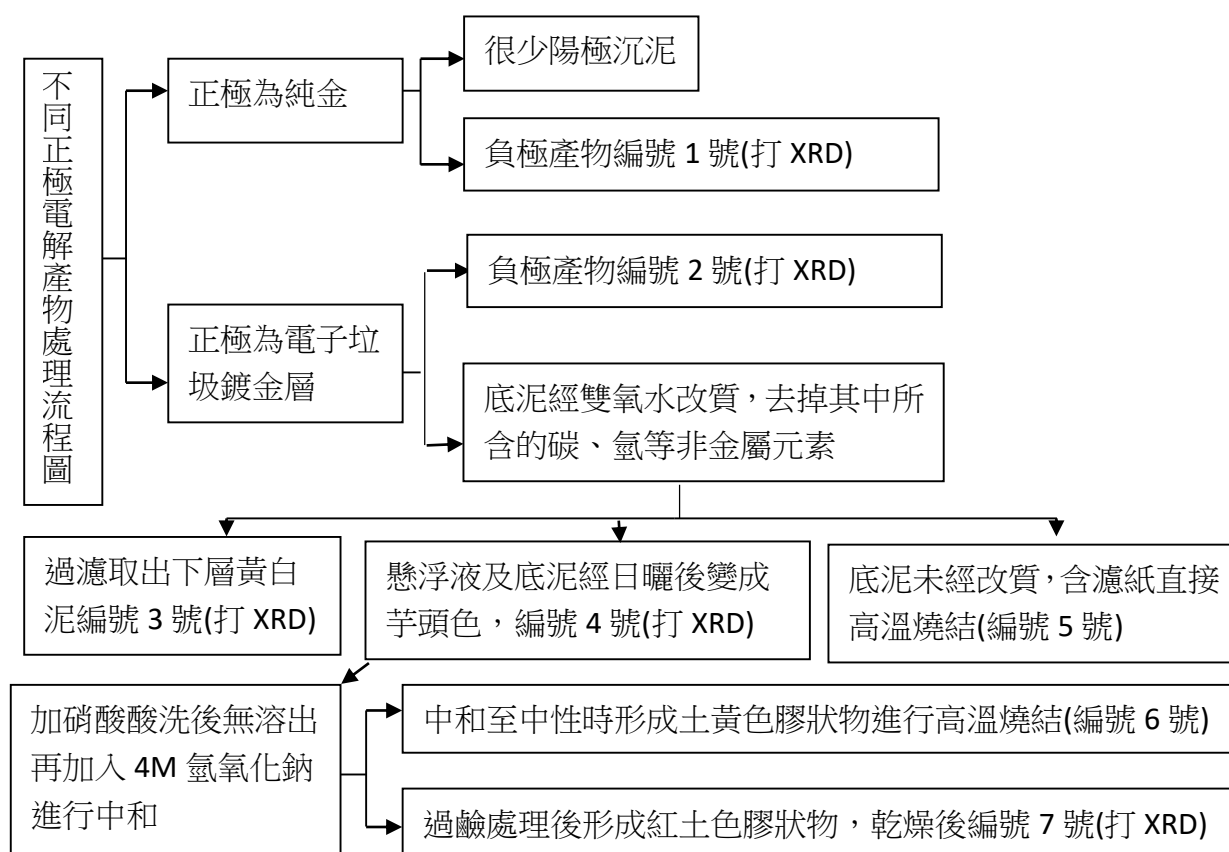 不同正極電解產物處理流程圖
正極為純金
很少陽極沉泥
負極產物編號 1 號(打 XRD)
正極為電子垃
圾鍍金層
負極產物編號 2 號(打 XRD)
底泥經雙氧水改質，去掉其中所
含的碳、氫等非金屬元素
過濾取出下層黃白
泥編號 3 號(打 XRD)
懸浮液及底泥經日曬後變成
芋頭色，編號 4 號(打 XRD)
底泥未經改質，含濾紙直接
高溫燒結(編號 5 號)
加硝酸酸洗後無溶出
再加入 4M 氫氧化鈉
進行中和
中和至中性時形成土黃色膠狀物進行高溫燒結(編號 6 號)
過鹼處理後形成紅土色膠狀物，乾燥後編號 7 號(打 XRD)